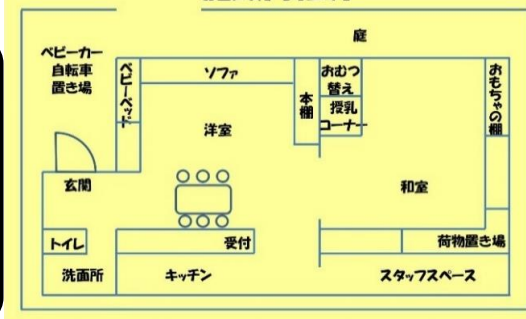 庭
ベビーカー
自転車
置き場
ベビーベッド
ソファ
本棚
おむつ
替え
授乳
コーナー
おもちゃの棚
洋室
玄関
和室
トイレ
受付
荷物置き場
洗面所
キッチン
スタッフスペース